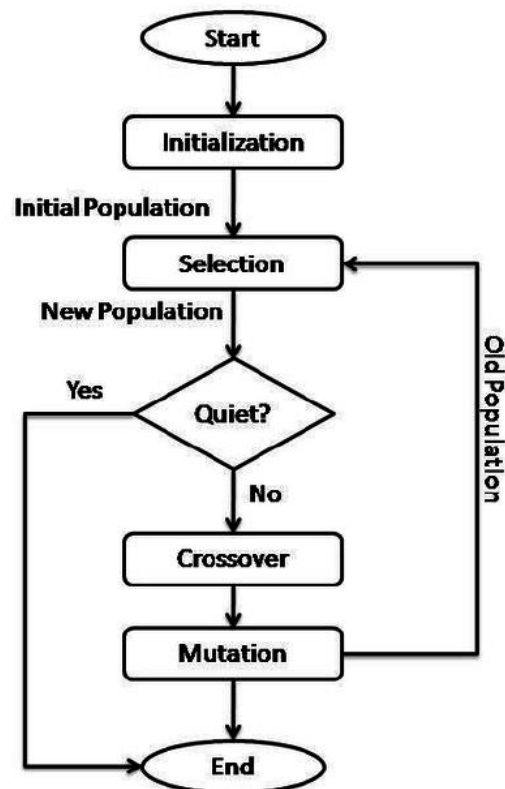 Start
Initialization
Initial Population
Selection
New Population
Yes
Quiet?
Old Population
No
Crossover
Mutation
End